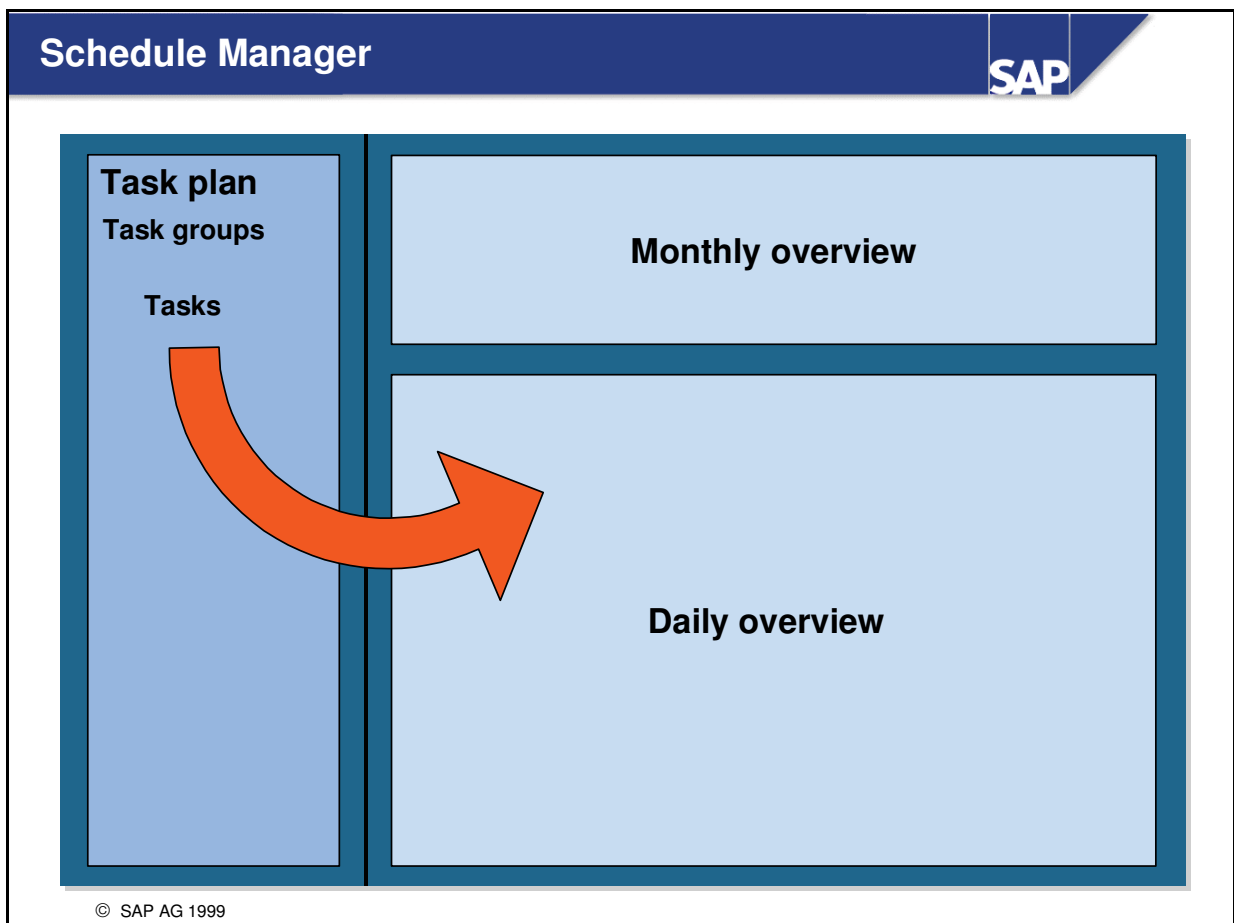 Schedule Manager
SAP
Task plan
Task groups
Tasks
Monthly overview
Daily overview
© SAP AG 1999